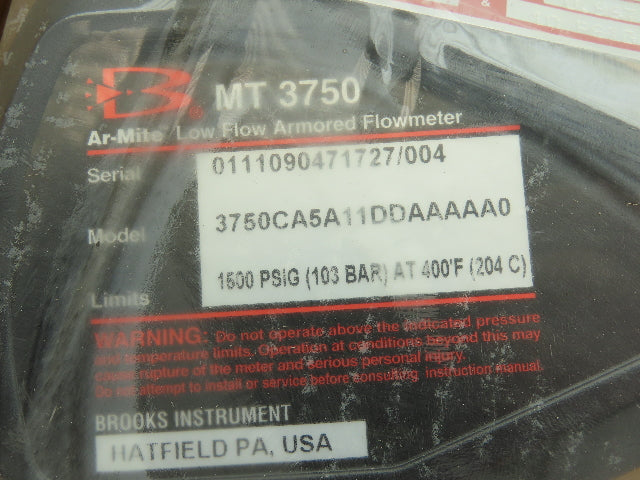 B® MT 3750
Ar-Mite Low Flow Armored Flowmeter
Serial 0111090471727/004
Model 3750CA5A11DDAAAAA0
Limits 1500 PSIG (103 BAR) AT 400'F (204 C)
WARNING: Do not operate above the indicated pressure
and temperature limits. Operation at conditions beyond this may
cause rupture of the meter and serious personal injury.
Do not attempt to install or service before consulting instruction manual.
BROOKS INSTRUMENT
HATFIELD PA, USA